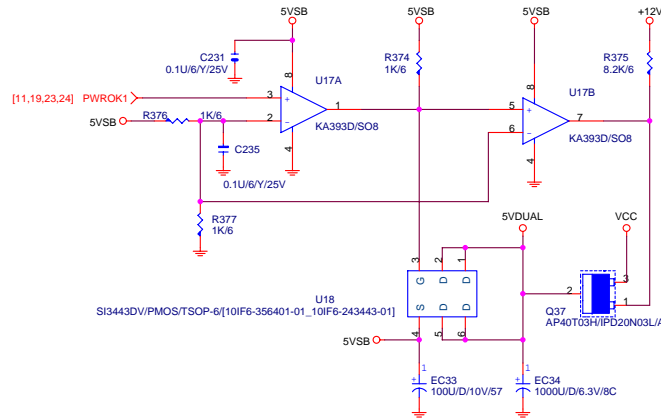 5VSB
5VSB
5VSB
+12V
C231
0.1U/6/Y/25V
8
U17A
R374
1K/6
8
U17B
R375
8.2K/6
[11,19,23,24] PWROK1
3
+
1
5
+
7
5VSB
R376
1K/6
2
-
KA393D/SO8
6
-
KA393D/SO8
4
4
C235
0.1U/6/Y/25V
R377
1K/6
5VDUAL
VCC
3
2
1
G
D
D
3
2
1
U18
S
D
D
SI3443DV/PMOS/TSOP-6/[10IF6-356401-01_10IF6-243443-01]
4
5
6
Q37
AP40T03H/IPD20N03L/A
5VSB
1
+
EC33
100U/D/10V/57
1
+
EC34
1000U/D/6.3V/8C